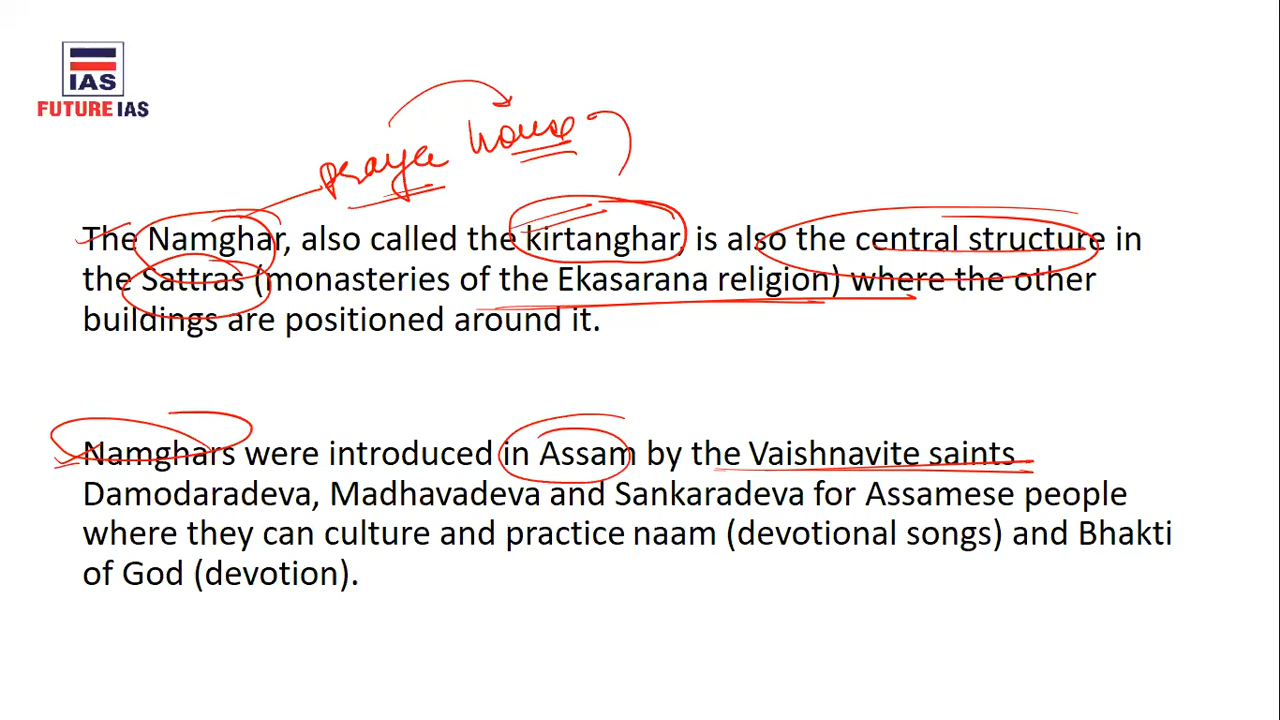 IAS
FUTURE IAS
prayer house
The Namghar, also called the kirtanghar, is also the central structure in
the Sattras (monasteries of the Ekasarana religion) where the other
buildings are positioned around it.
Namghars were introduced in Assam by the Vaishnavite saints
Damodaradeva, Madhavadeva and Sankaradeva for Assamese people
where they can culture and practice naam (devotional songs) and Bhakti
of God (devotion).